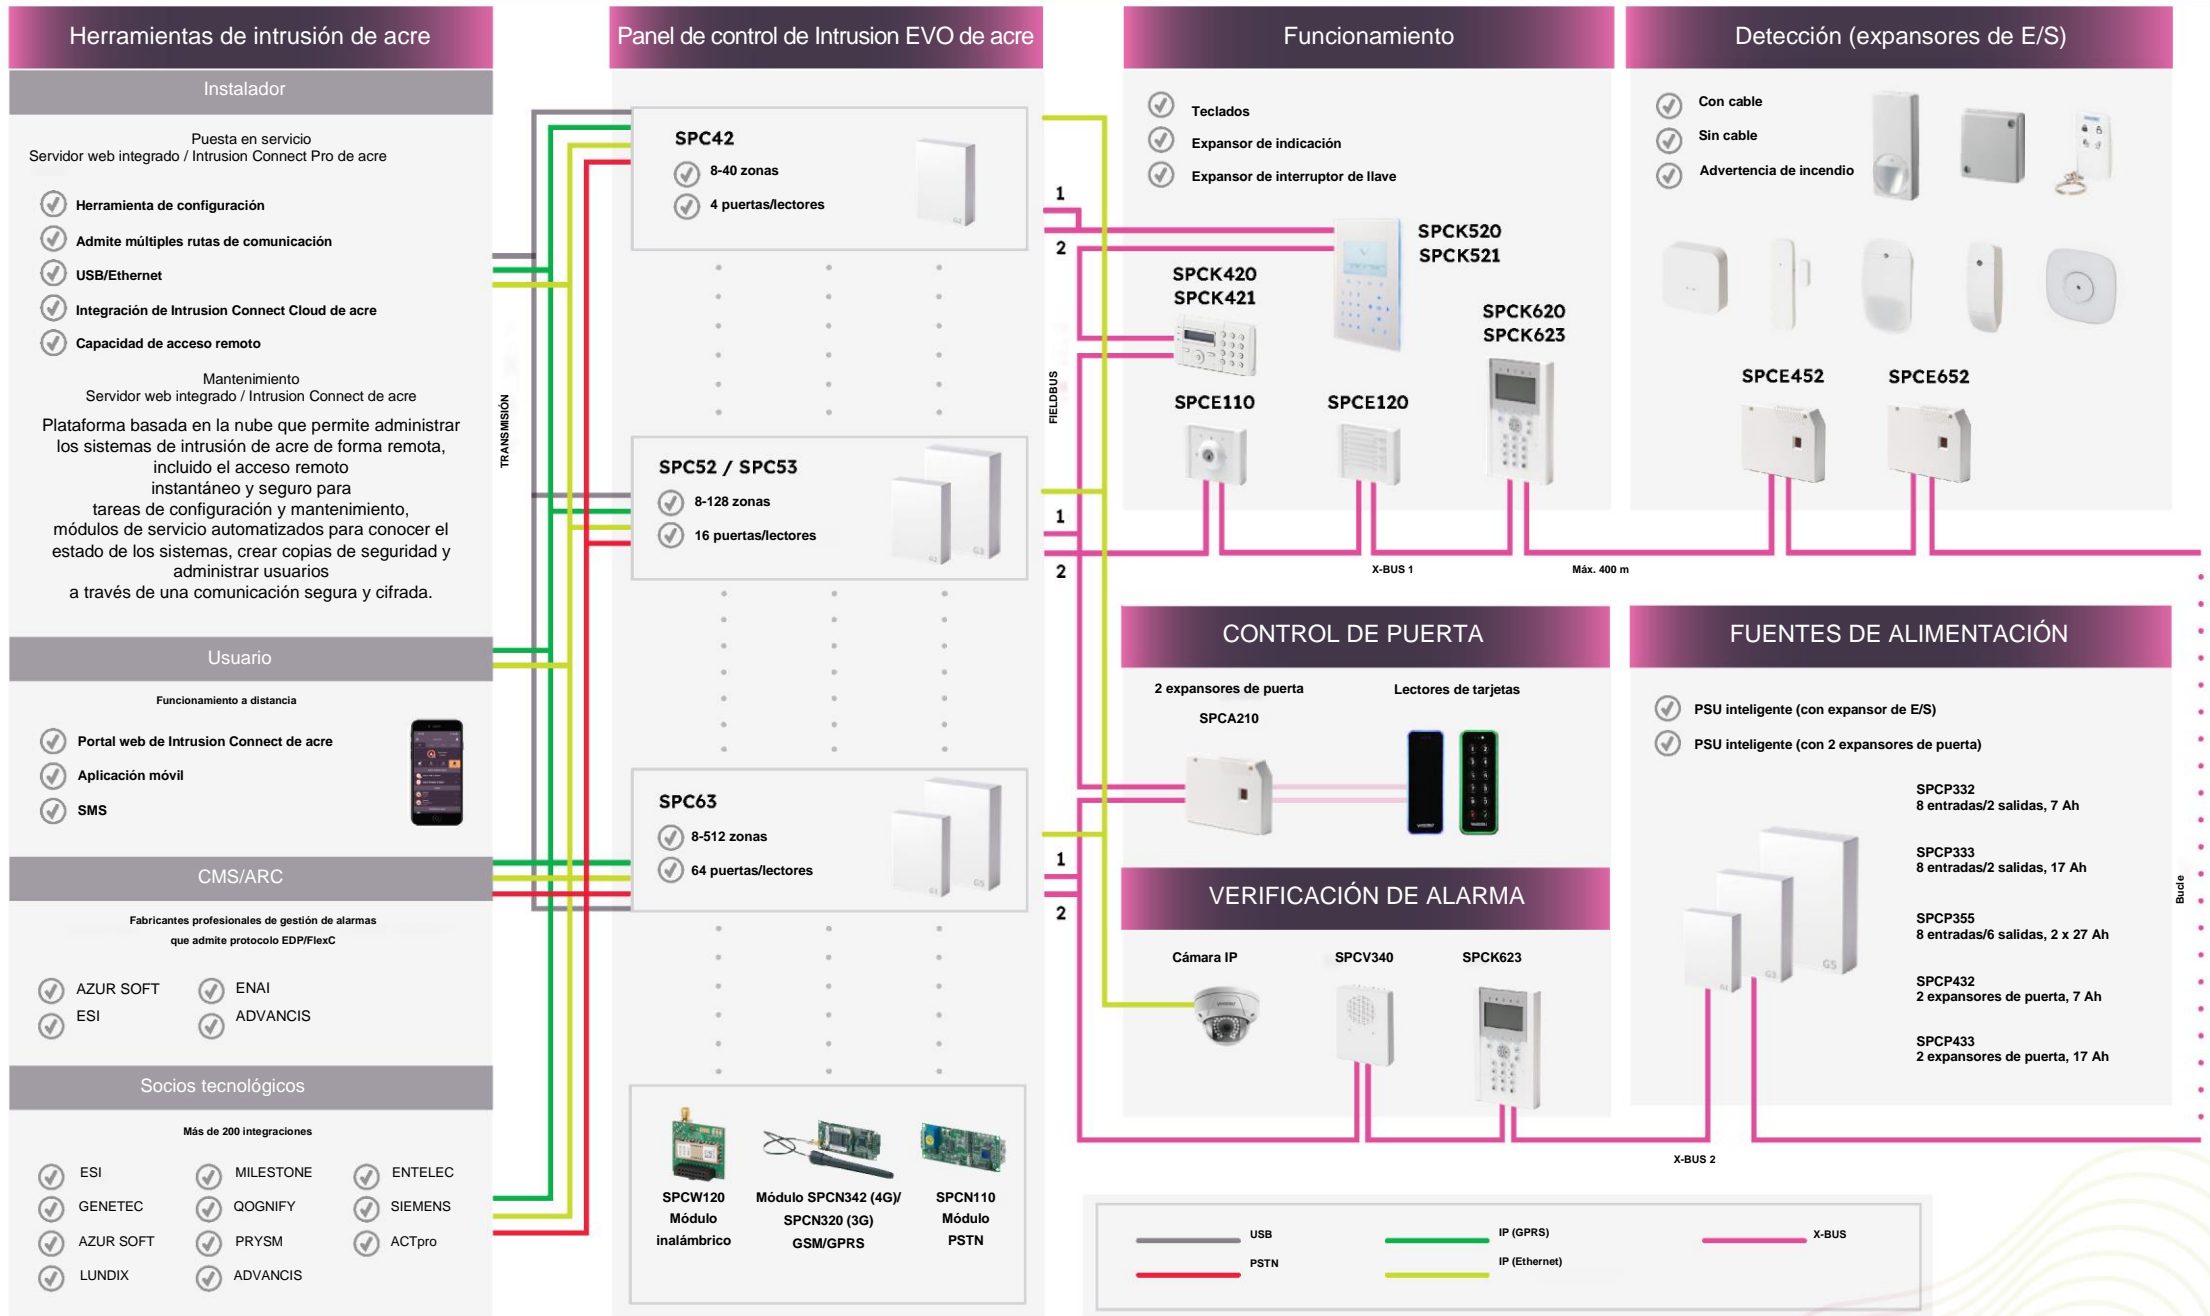 Herramientas de intrusión de acre
Instalador
Puesta en servicio
Servidor web integrado / Intrusion Connect Pro de acre
Herramienta de configuración
Admite múltiples rutas de comunicación
USB/Ethernet
Integración de Intrusion Connect Cloud de acre
Capacidad de acceso remoto
Mantenimiento
Servidor web integrado / Intrusion Connect de acre
Plataforma basada en la nube que permite administrar
los sistemas de intrusión de acre de forma remota,
incluido el acceso remoto
instantáneo y seguro para
tareas de configuración y mantenimiento,
módulos de servicio automatizados para conocer el
estado de los sistemas, crear copias de seguridad y
administrar usuarios
a través de una comunicación segura y cifrada.
Usuario
Funcionamiento a distancia
Portal web de Intrusion Connect de acre
Aplicación móvil
SMS
CMS/ARC
Fabricantes profesionales de gestión de alarmas
que admite protocolo EDP/FlexC
AZUR SOFT
ENAI
ESI
ADVANCIS
Socios tecnológicos
Más de 200 integraciones
ESI
MILESTONE
ENTELEC
GENETEC
QOGNIFY
SIEMENS
AZUR SOFT
PRYSM
ACTpro
LUNDIX
ADVANCIS
TRANSMISIÓN
Panel de control de Intrusion EVO de acre
SPC42
8-40 zonas
4 puertas/lectores
G2
SPC52 / SPC53
8-128 zonas
16 puertas/lectores
G2
G3
SPC63
8-512 zonas
64 puertas/lectores
G3
G5
SPCW120
Módulo
inalámbrico
Módulo SPCN342 (4G)/
SPCN320 (3G)
GSM/GPRS
SPCN110
Módulo
PSTN
FIELDBUS
1
2
1
2
1
2
Funcionamiento
Teclados
Expansor de indicación
Expansor de interruptor de llave
SPCK520
SPCK521
SPCK420
SPCK421
SPCK620
SPCK623
SPCE110
SPCE120
X-BUS 1
Máx. 400 m
Detección (expansores de E/S)
Con cable
Sin cable
Advertencia de incendio
SPCE452
SPCE652
CONTROL DE PUERTA
2 expansores de puerta
SPCA210
Lectores de tarjetas
VERIFICACIÓN DE ALARMA
Cámara IP
SPCV340
SPCK623
FUENTES DE ALIMENTACIÓN
PSU inteligente (con expansor de E/S)
PSU inteligente (con 2 expansores de puerta)
SPCP332
8 entradas/2 salidas, 7 Ah
SPCP333
8 entradas/2 salidas, 17 Ah
SPCP355
8 entradas/6 salidas, 2 x 27 Ah
SPCP432
2 expansores de puerta, 7 Ah
SPCP433
2 expansores de puerta, 17 Ah
G3
G5
Bucle
X-BUS 2
USB
IP (GPRS)
X-BUS
PSTN
IP (Ethernet)